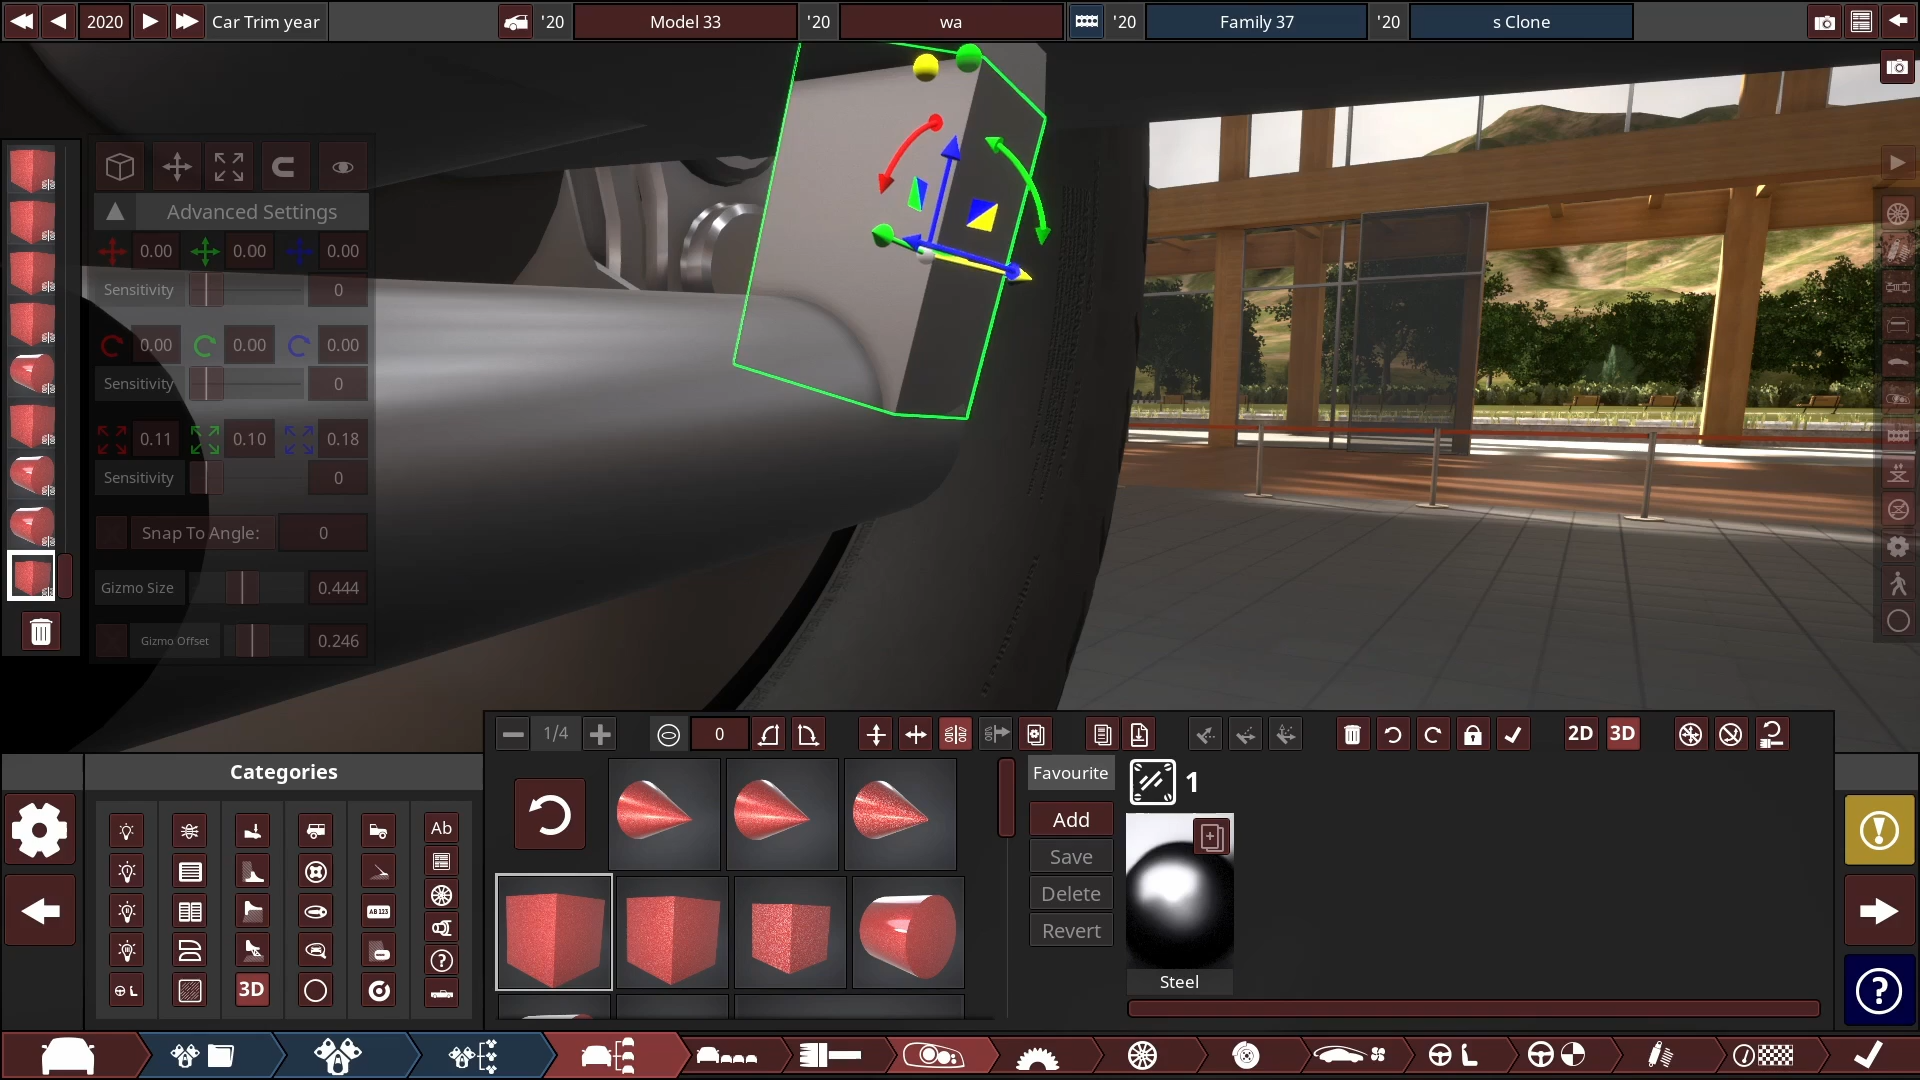 2020 Car Trim year '20 Model 33 '20 wa '20 Family 37 '20 s Clone
Advanced Settings
0.00 0.00 0.00
Sensitivity 0
0.00 0.00 0.00
Sensitivity 0
0.11 0.10 0.18
Sensitivity 0
Snap To Angle: 0
Gizmo Size 0.444
Gizmo Offset 0.246
1/4 0 2D 3D
Categories
Ab
AB 123
3D
Favourite 1
Add
Save
Delete
Revert
Steel